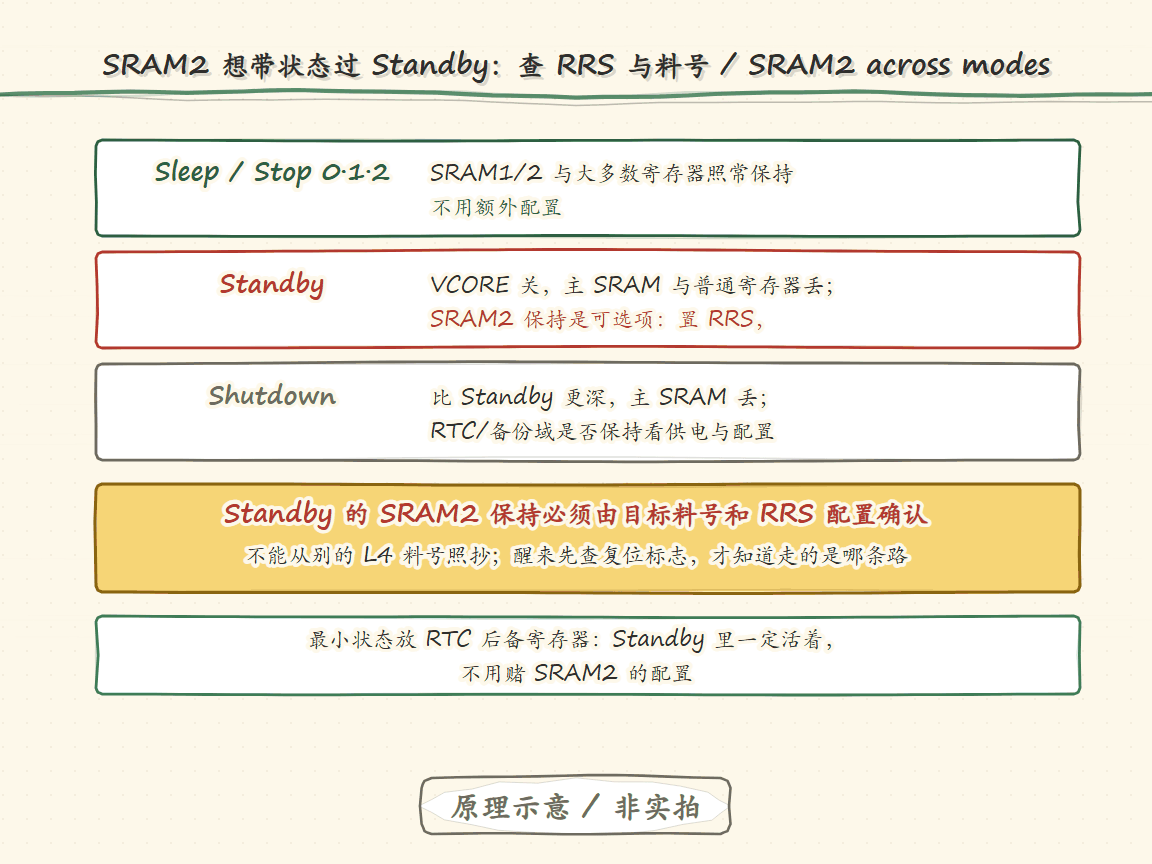 SRAM2 想带状态过 Standby：查 RRS 与料号 / SRAM2 across modes
Sleep / Stop 0·1·2
SRAM1/2 与大多数寄存器照常保持
不用额外配置
Standby
VCORE 关，主 SRAM 与普通寄存器丢；
SRAM2 保持是可选项：置 RRS，
Shutdown
比 Standby 更深，主 SRAM 丢；
RTC/备份域是否保持看供电与配置
Standby 的 SRAM2 保持必须由目标料号和 RRS 配置确认
不能从别的 L4 料号照抄；醒来先查复位标志，才知道走的是哪条路
最小状态放 RTC 后备寄存器：Standby 里一定活着，
不用赌 SRAM2 的配置
原理示意 / 非实拍